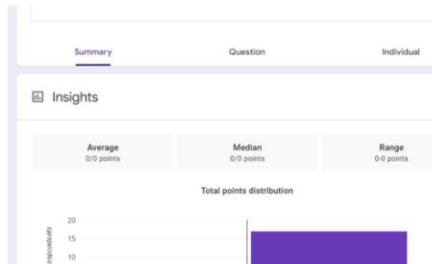 Summary Question Individual
Insights
Average Median Range
0/0 points 0/0 points 0-0 points
Total points distribution
20
15
10